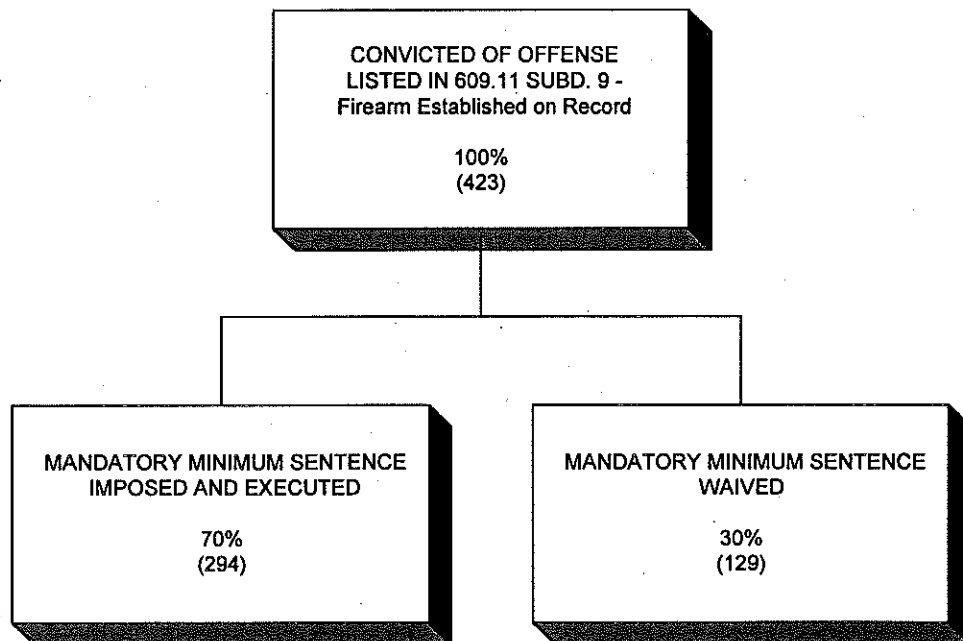 CONVICTED OF OFFENSE
LISTED IN 609.11 SUBD. 9 -
Firearm Established on Record
100%
(423)
MANDATORY MINIMUM SENTENCE
IMPOSED AND EXECUTED
70%
(294)
MANDATORY MINIMUM SENTENCE
WAIVED
30%
(129)